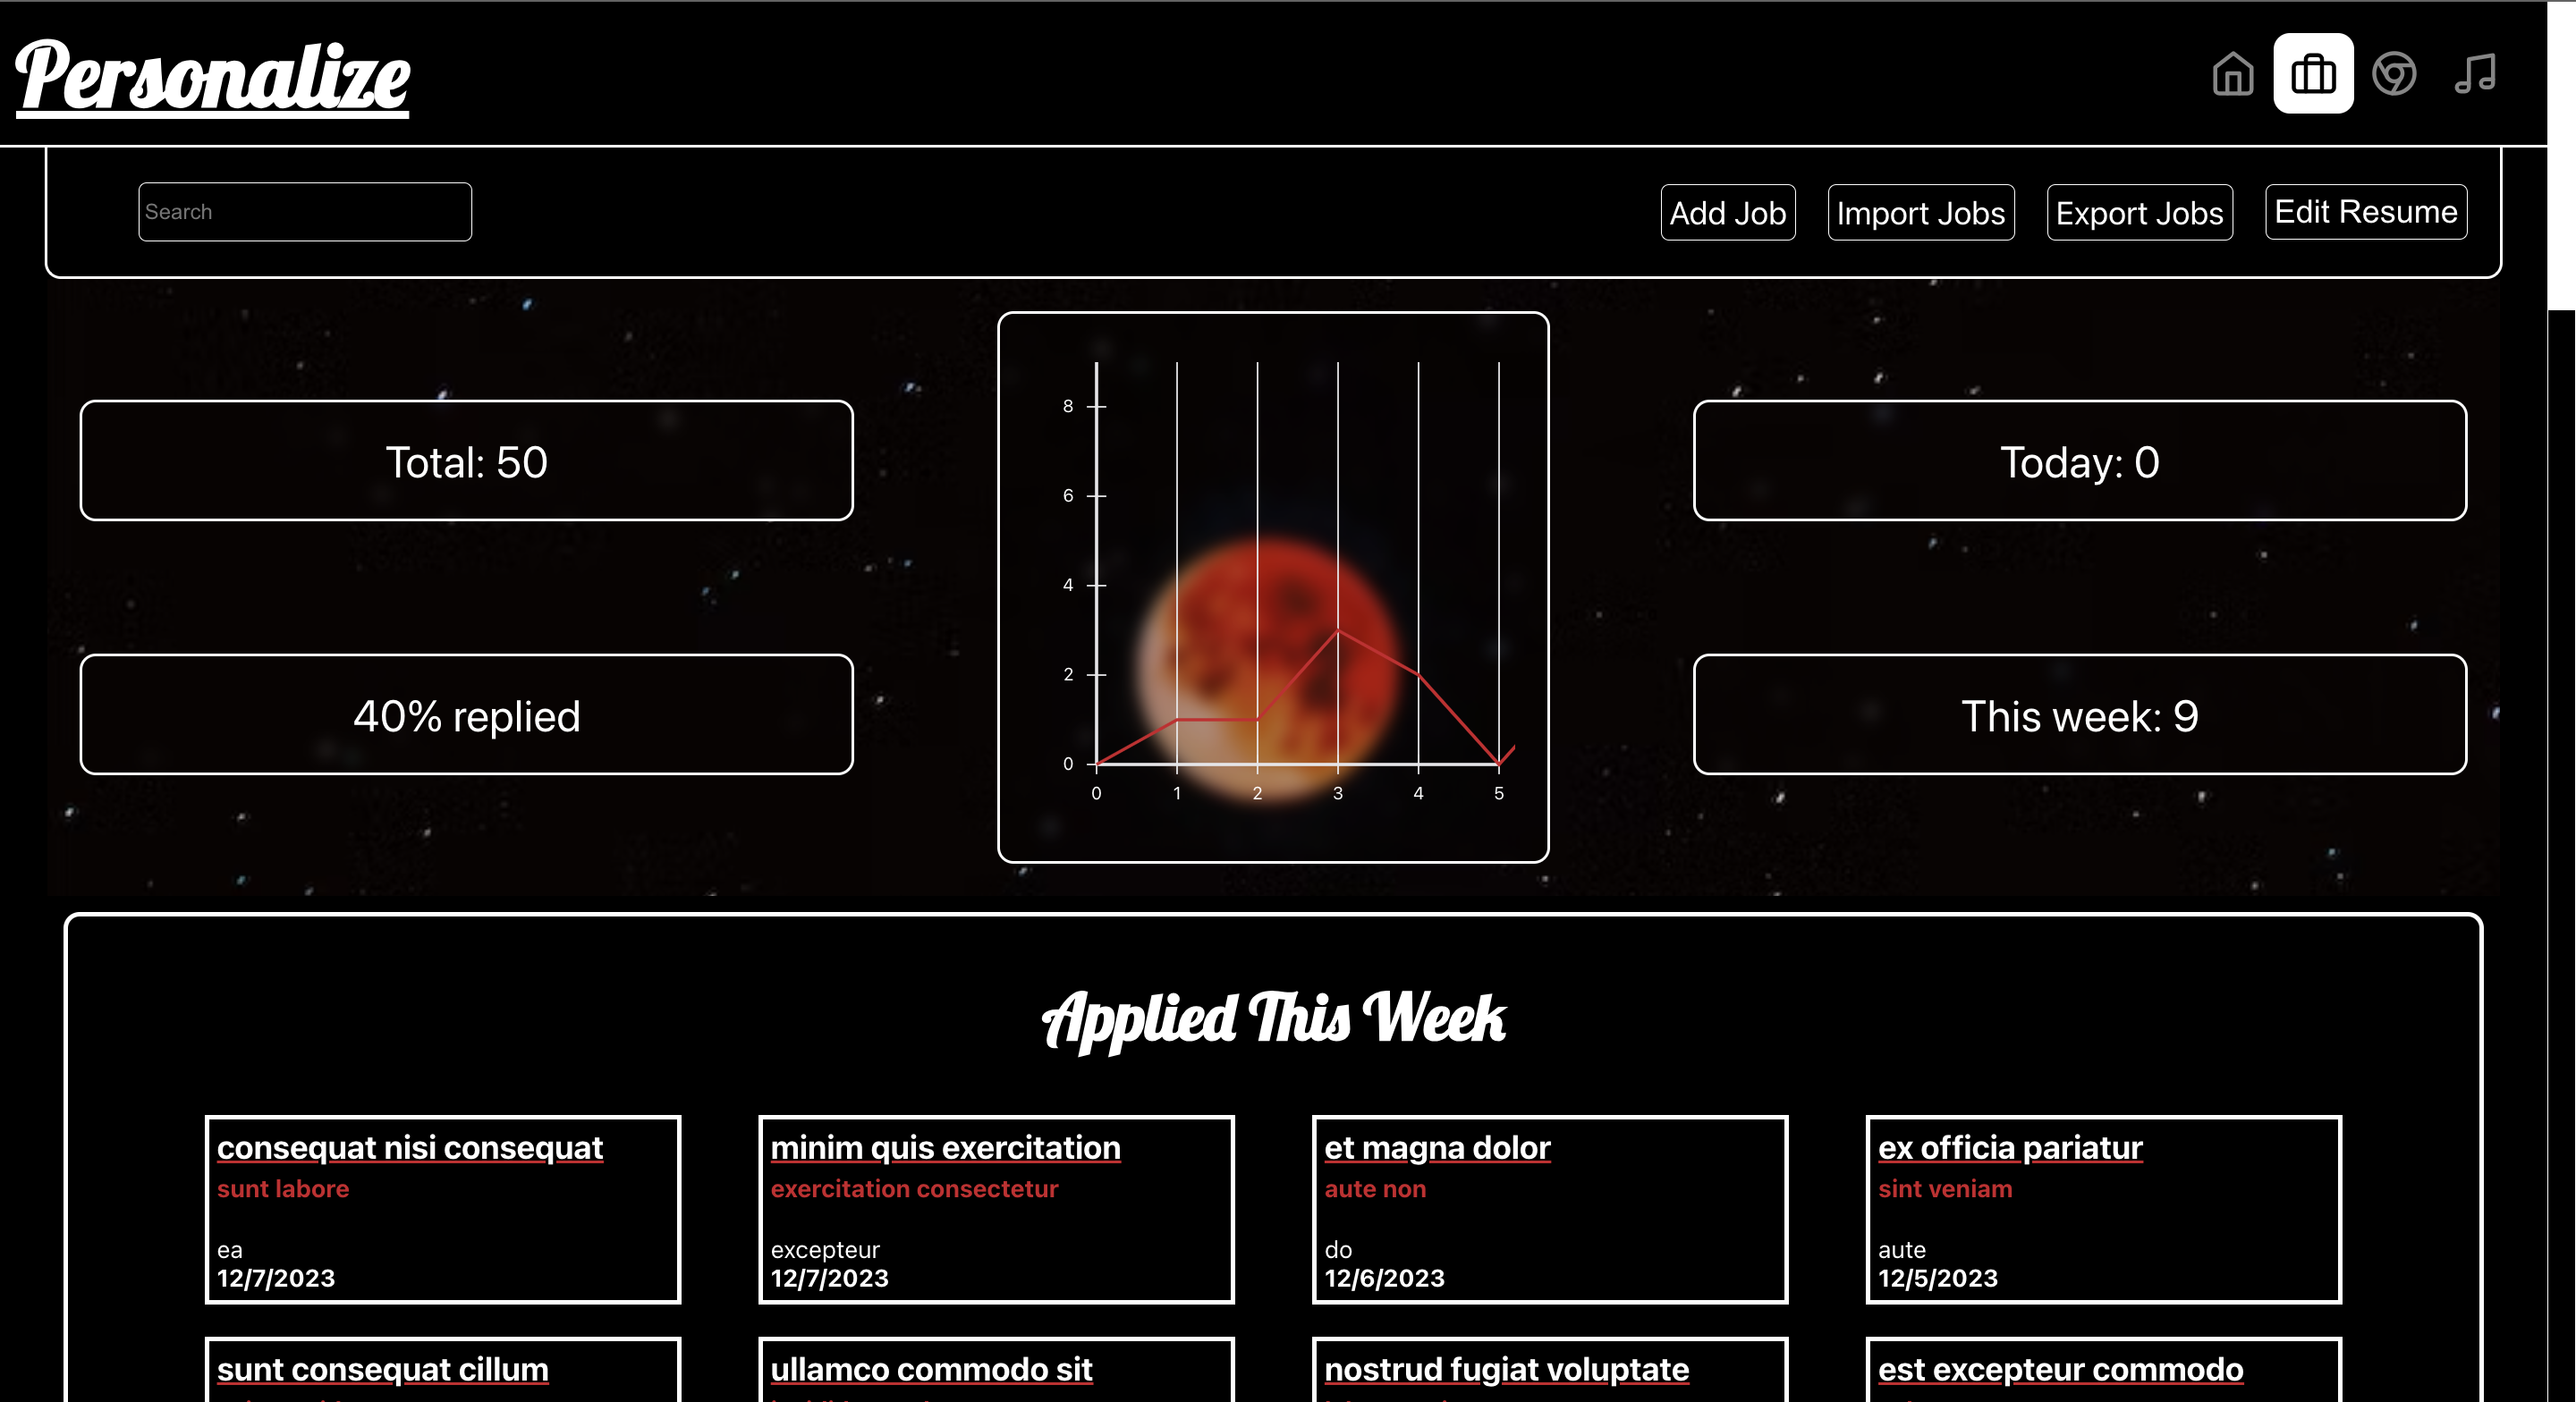 Personalize
Search
Add Job
Import Jobs
Export Jobs
Edit Resume
Total: 50
40% replied
8
6
4
2
0
0 1 2 3 4 5
Today: 0
This week: 9
Applied This Week
consequat nisi consequat
sunt labore
ea
12/7/2023
minim quis exercitation
exercitation consectetur
excepteur
12/7/2023
et magna dolor
aute non
do
12/6/2023
ex officia pariatur
sint veniam
aute
12/5/2023
sunt consequat cillum
ullamco commodo sit
nostrud fugiat voluptate
est excepteur commodo